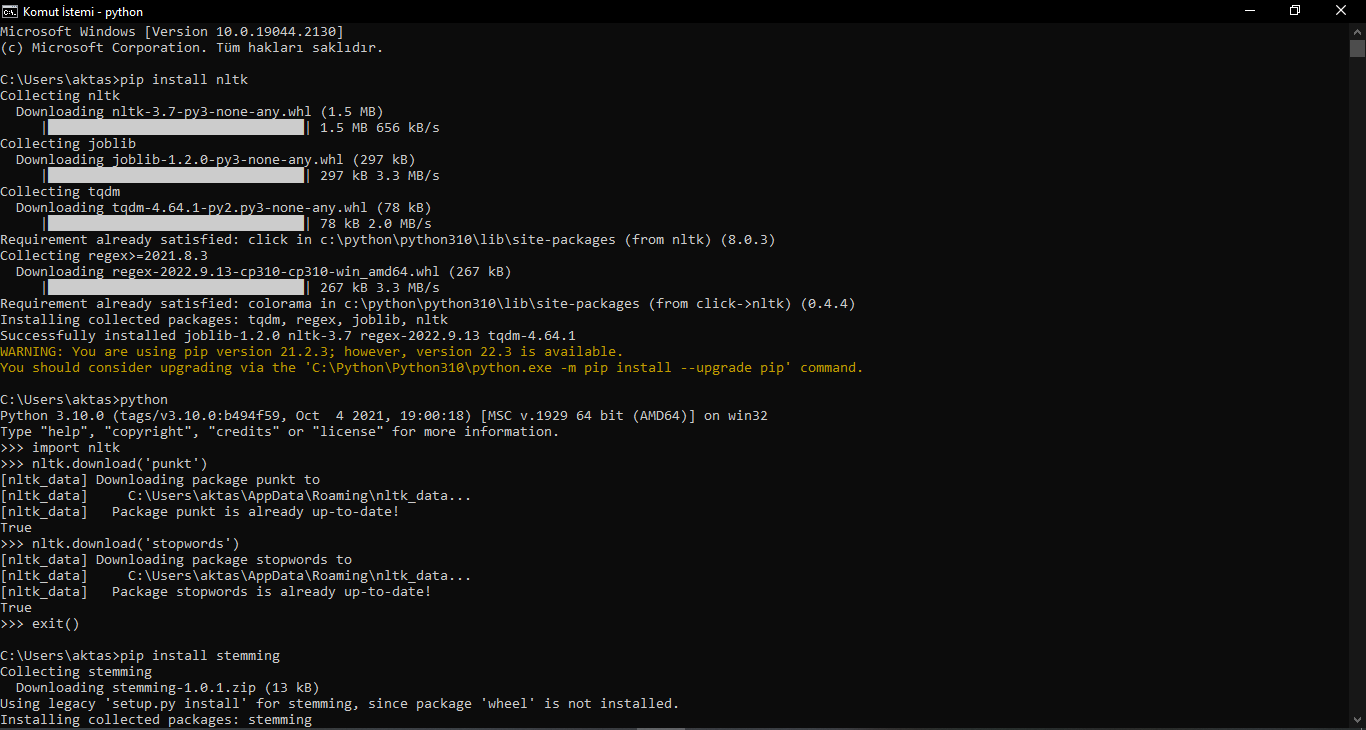 Komut İstemi - python
Microsoft Windows [Version 10.0.19044.2130]
(c) Microsoft Corporation. Tüm hakları saklıdır.
C:\Users\aktas>pip install nltk
Collecting nltk
  Downloading nltk-3.7-py3-none-any.whl (1.5 MB)
     |                                | 1.5 MB 656 kB/s
Collecting joblib
  Downloading joblib-1.2.0-py3-none-any.whl (297 kB)
     |                                | 297 kB 3.3 MB/s
Collecting tqdm
  Downloading tqdm-4.64.1-py2.py3-none-any.whl (78 kB)
     |                                | 78 kB 2.0 MB/s
Requirement already satisfied: click in c:\python\python310\lib\site-packages (from nltk) (8.0.3)
Collecting regex>=2021.8.3
  Downloading regex-2022.9.13-cp310-cp310-win_amd64.whl (267 kB)
     |                                | 267 kB 3.3 MB/s
Requirement already satisfied: colorama in c:\python\python310\lib\site-packages (from click->nltk) (0.4.4)
Installing collected packages: tqdm, regex, joblib, nltk
Successfully installed joblib-1.2.0 nltk-3.7 regex-2022.9.13 tqdm-4.64.1
WARNING: You are using pip version 21.2.3; however, version 22.3 is available.
You should consider upgrading via the 'C:\Python\Python310\python.exe -m pip install --upgrade pip' command.
C:\Users\aktas>python
Python 3.10.0 (tags/v3.10.0:b494f59, Oct  4 2021, 19:00:18) [MSC v.1929 64 bit (AMD64)] on win32
Type "help", "copyright", "credits" or "license" for more information.
>>> import nltk
>>> nltk.download('punkt')
[nltk_data] Downloading package punkt to
[nltk_data]     C:\Users\aktas\AppData\Roaming\nltk_data...
[nltk_data]   Package punkt is already up-to-date!
True
>>> nltk.download('stopwords')
[nltk_data] Downloading package stopwords to
[nltk_data]     C:\Users\aktas\AppData\Roaming\nltk_data...
[nltk_data]   Package stopwords is already up-to-date!
True
>>> exit()
C:\Users\aktas>pip install stemming
Collecting stemming
  Downloading stemming-1.0.1.zip (13 kB)
Using legacy 'setup.py install' for stemming, since package 'wheel' is not installed.
Installing collected packages: stemming